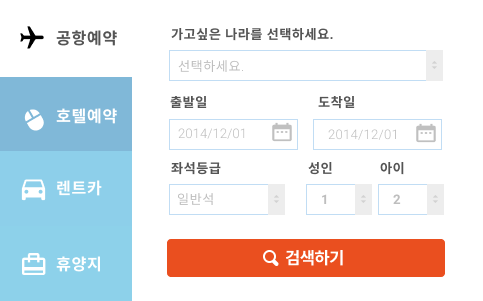 공항예약
호텔예약
렌트카
휴양지
가고싶은 나라를 선택하세요.
선택하세요.
출발일 도착일
2014/12/01 2014/12/01
좌석등급 성인 아이
일반석 1 2
검색하기